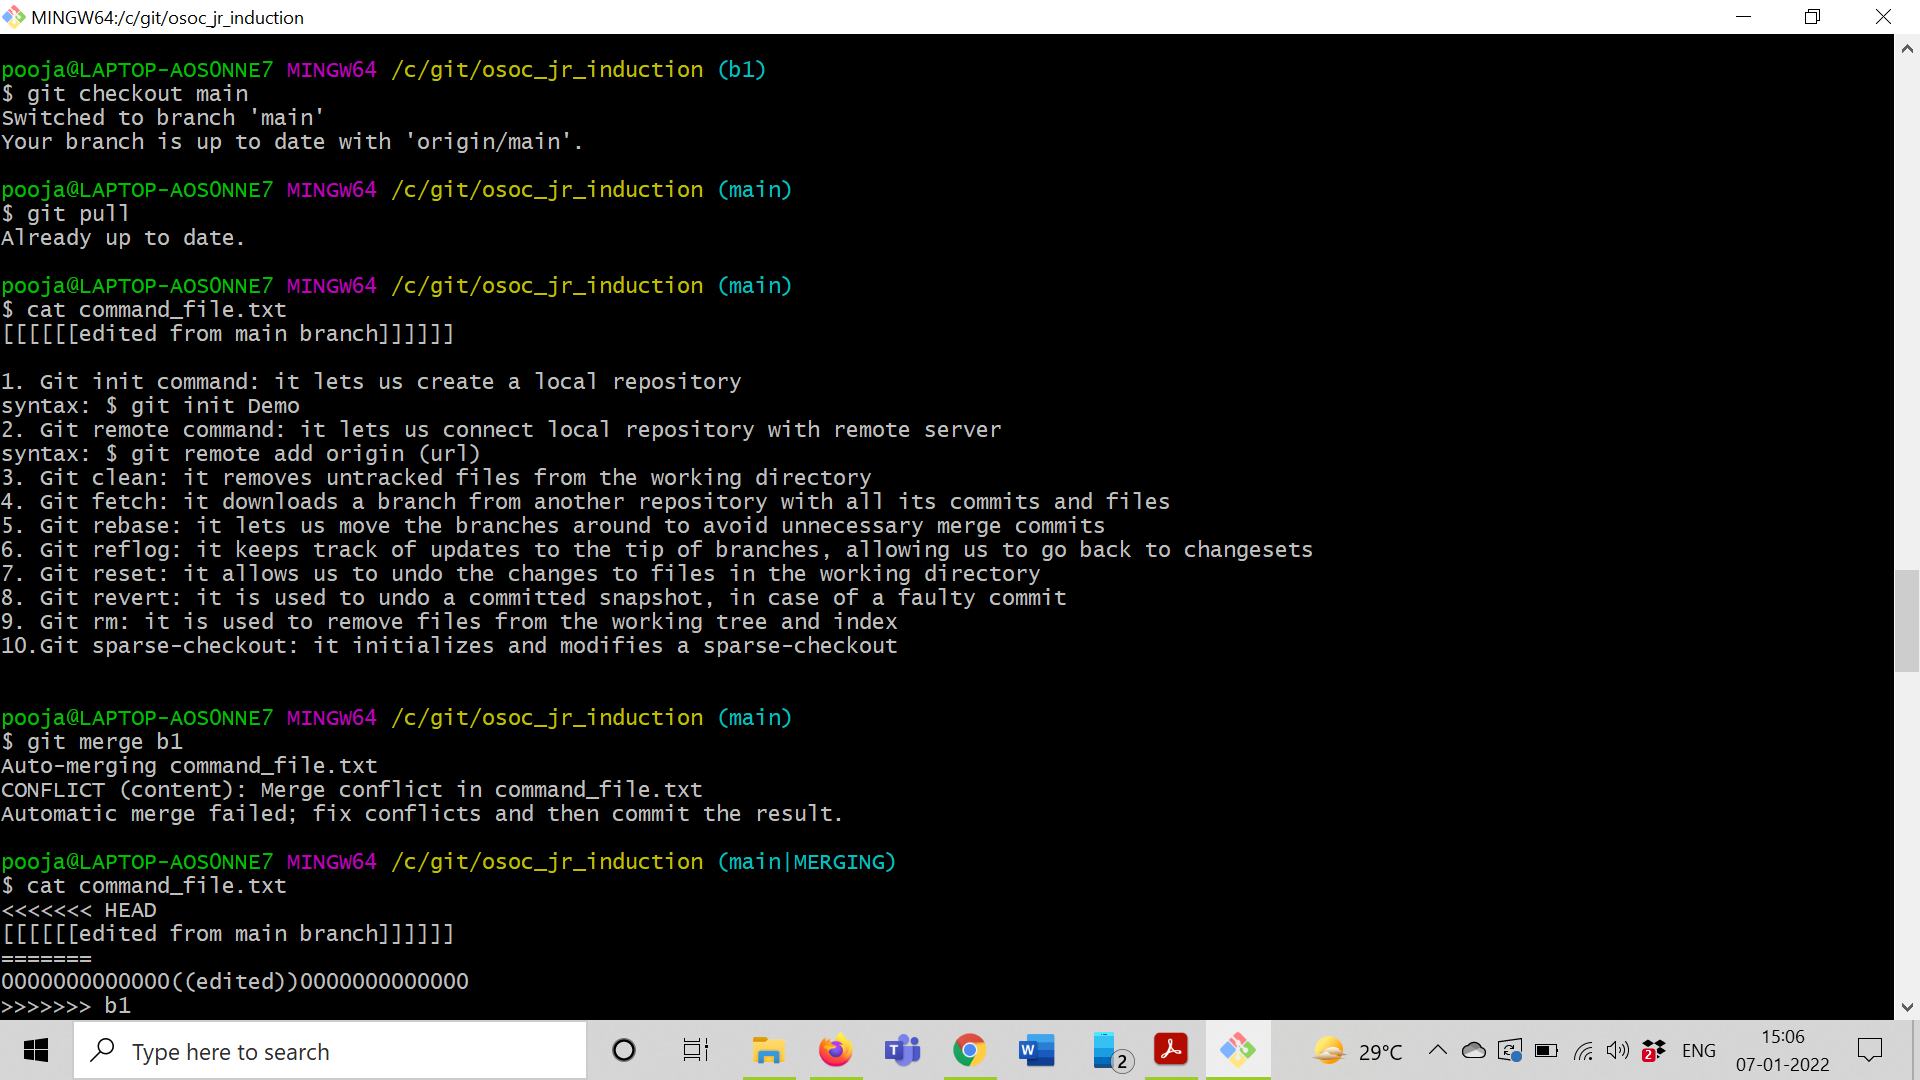 MINGW64:/c/git/osoc_jr_induction
pooja@LAPTOP-AOS0NNE7 MINGW64 /c/git/osoc_jr_induction (b1)
$ git checkout main
Switched to branch 'main'
Your branch is up to date with 'origin/main'.
pooja@LAPTOP-AOS0NNE7 MINGW64 /c/git/osoc_jr_induction (main)
$ git pull
Already up to date.
pooja@LAPTOP-AOS0NNE7 MINGW64 /c/git/osoc_jr_induction (main)
$ cat command_file.txt
[[[[[[edited from main branch]]]]]]
1. Git init command: it lets us create a local repository
syntax: $ git init Demo
2. Git remote command: it lets us connect local repository with remote server
syntax: $ git remote add origin (url)
3. Git clean: it removes untracked files from the working directory
4. Git fetch: it downloads a branch from another repository with all its commits and files
5. Git rebase: it lets us move the branches around to avoid unnecessary merge commits
6. Git reflog: it keeps track of updates to the tip of branches, allowing us to go back to changesets
7. Git reset: it allows us to undo the changes to files in the working directory
8. Git revert: it is used to undo a committed snapshot, in case of a faulty commit
9. Git rm: it is used to remove files from the working tree and index
10.Git sparse-checkout: it initializes and modifies a sparse-checkout
pooja@LAPTOP-AOS0NNE7 MINGW64 /c/git/osoc_jr_induction (main)
$ git merge b1
Auto-merging command_file.txt
CONFLICT (content): Merge conflict in command_file.txt
Automatic merge failed; fix conflicts and then commit the result.
pooja@LAPTOP-AOS0NNE7 MINGW64 /c/git/osoc_jr_induction (main|MERGING)
$ cat command_file.txt
<<<<<<< HEAD
[[[[[[edited from main branch]]]]]]
=======
OOOOOOOOOOOOO((edited))OOOOOOOOOOOOO
>>>>>>> b1
Type here to search
2
29°C
2
ENG
15:06
07-01-2022